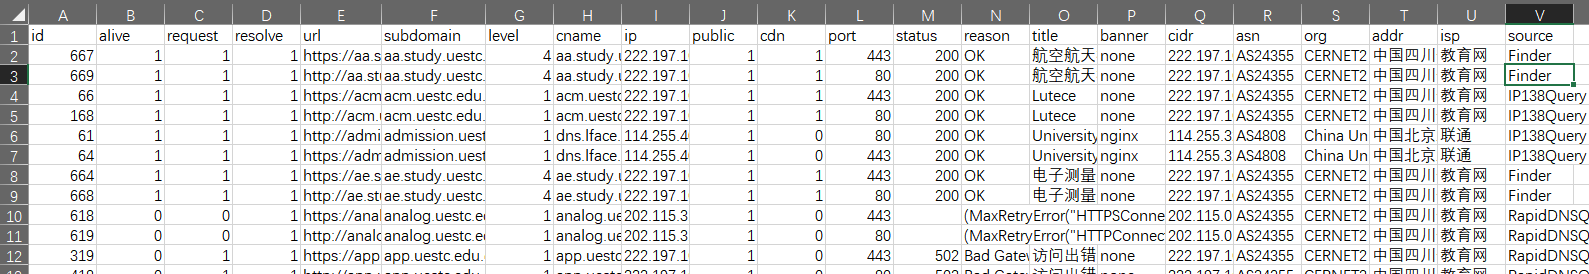 A B C D E F G H I J K L M N O P Q R S T U V
1 id alive request resolve url subdomain level cname ip public cdn port status reason title banner cidr asn org addr isp source
2 667 1 1 1 https://aa.s aa.study.uestc. 4 aa.study.u 222.197.1 1 1 443 200 OK 航空航天 none 222.197.1 AS24355 CERNET2 中国四川 教育网 Finder
3 669 1 1 1 http://aa.st aa.study.uestc. 4 aa.study.u 222.197.1 1 1 80 200 OK 航空航天 none 222.197.1 AS24355 CERNET2 中国四川 教育网 Finder
4 66 1 1 1 https://acm acm.uestc.edu. 1 acm.uestc 222.197.1 1 1 443 200 OK Lutece none 222.197.1 AS24355 CERNET2 中国四川 教育网 IP138Query
5 168 1 1 1 http://acm. acm.uestc.edu. 1 acm.uestc 222.197.1 1 1 80 200 OK Lutece none 222.197.1 AS24355 CERNET2 中国四川 教育网 IP138Query
6 61 1 1 1 http://admi admission.uest 1 dns.lface. 114.255.4 1 0 80 200 OK University nginx 114.255.3 AS4808 China Un 中国北京 联通 IP138Query
7 64 1 1 1 https://adm admission.uest 1 dns.lface. 114.255.4 1 0 443 200 OK University nginx 114.255.3 AS4808 China Un 中国北京 联通 IP138Query
8 664 1 1 1 https://ae.s ae.study.uestc. 4 ae.study.u 222.197.1 1 1 443 200 OK 电子测量 none 222.197.1 AS24355 CERNET2 中国四川 教育网 Finder
9 668 1 1 1 http://ae.st ae.study.uestc. 4 ae.study.u 222.197.1 1 1 80 200 OK 电子测量 none 222.197.1 AS24355 CERNET2 中国四川 教育网 Finder
10 618 0 0 1 https://anal analog.uestc.ed 1 analog.ue 202.115.3 1 0 443 (MaxRetryError("HTTPSConne 202.115.0 AS24355 CERNET2 中国四川 教育网 RapidDNSQ
11 619 0 0 1 http://analo analog.uestc.ed 1 analog.ue 202.115.3 1 0 80 (MaxRetryError("HTTPConnec 202.115.0 AS24355 CERNET2 中国四川 教育网 RapidDNSQ
12 319 0 1 1 https://app app.uestc.edu. 1 app.uestc 202.115.3 1 0 443 502 Bad Gate 访问出错 none 202.115.0 AS24355 CERNET2 中国四川 教育网 RapidDNSQ